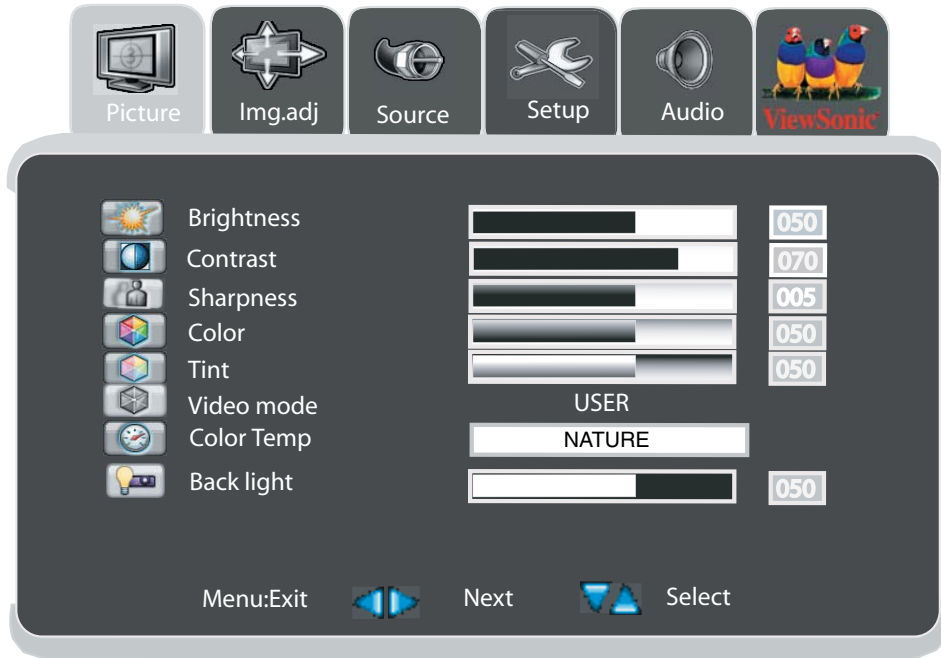 Picture
Img.adj
Source
Setup
Audio
ViewSonic
Brightness 050
Contrast 070
Sharpness 005
Color 050
Tint 050
Video mode USER
Color Temp NATURE
Back light 050
Menu:Exit Next Select